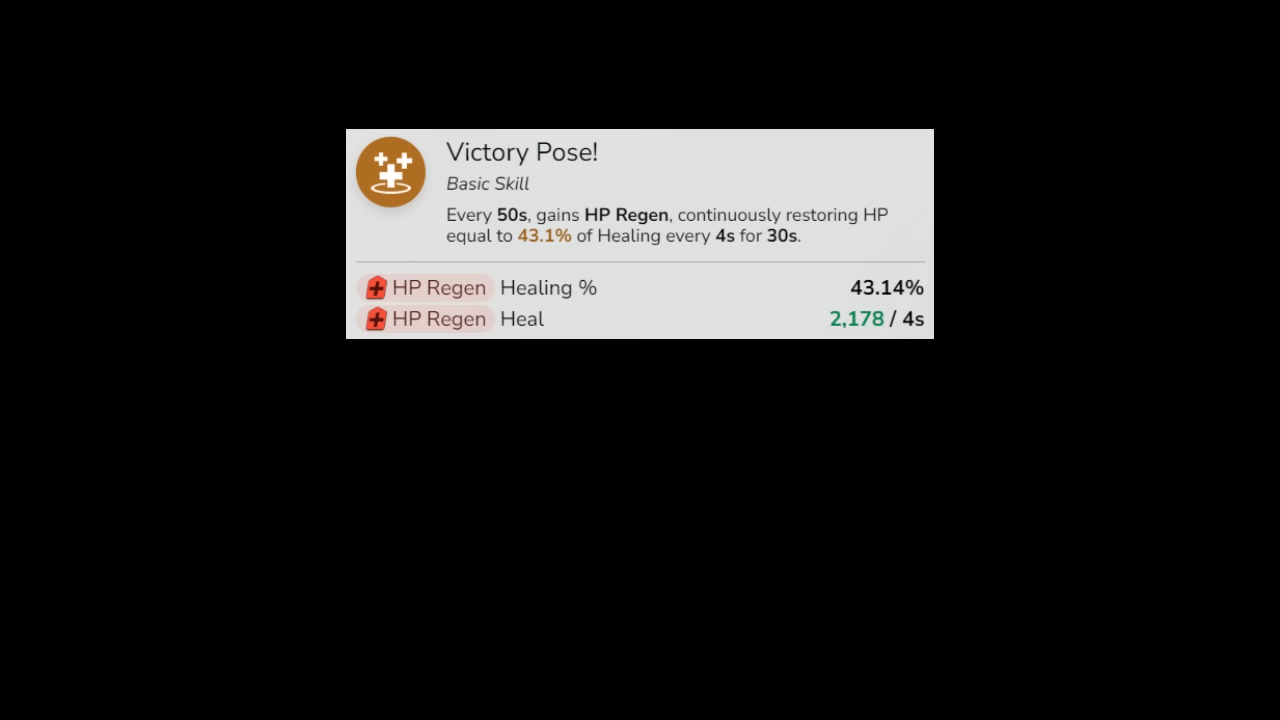 Victory Pose!
Basic Skill
Every 50s, gains HP Regen, continuously restoring HP
equal to 43.1% of Healing every 4s for 30s.
HP Regen Healing % 43.14%
HP Regen Heal 2,178 / 4s